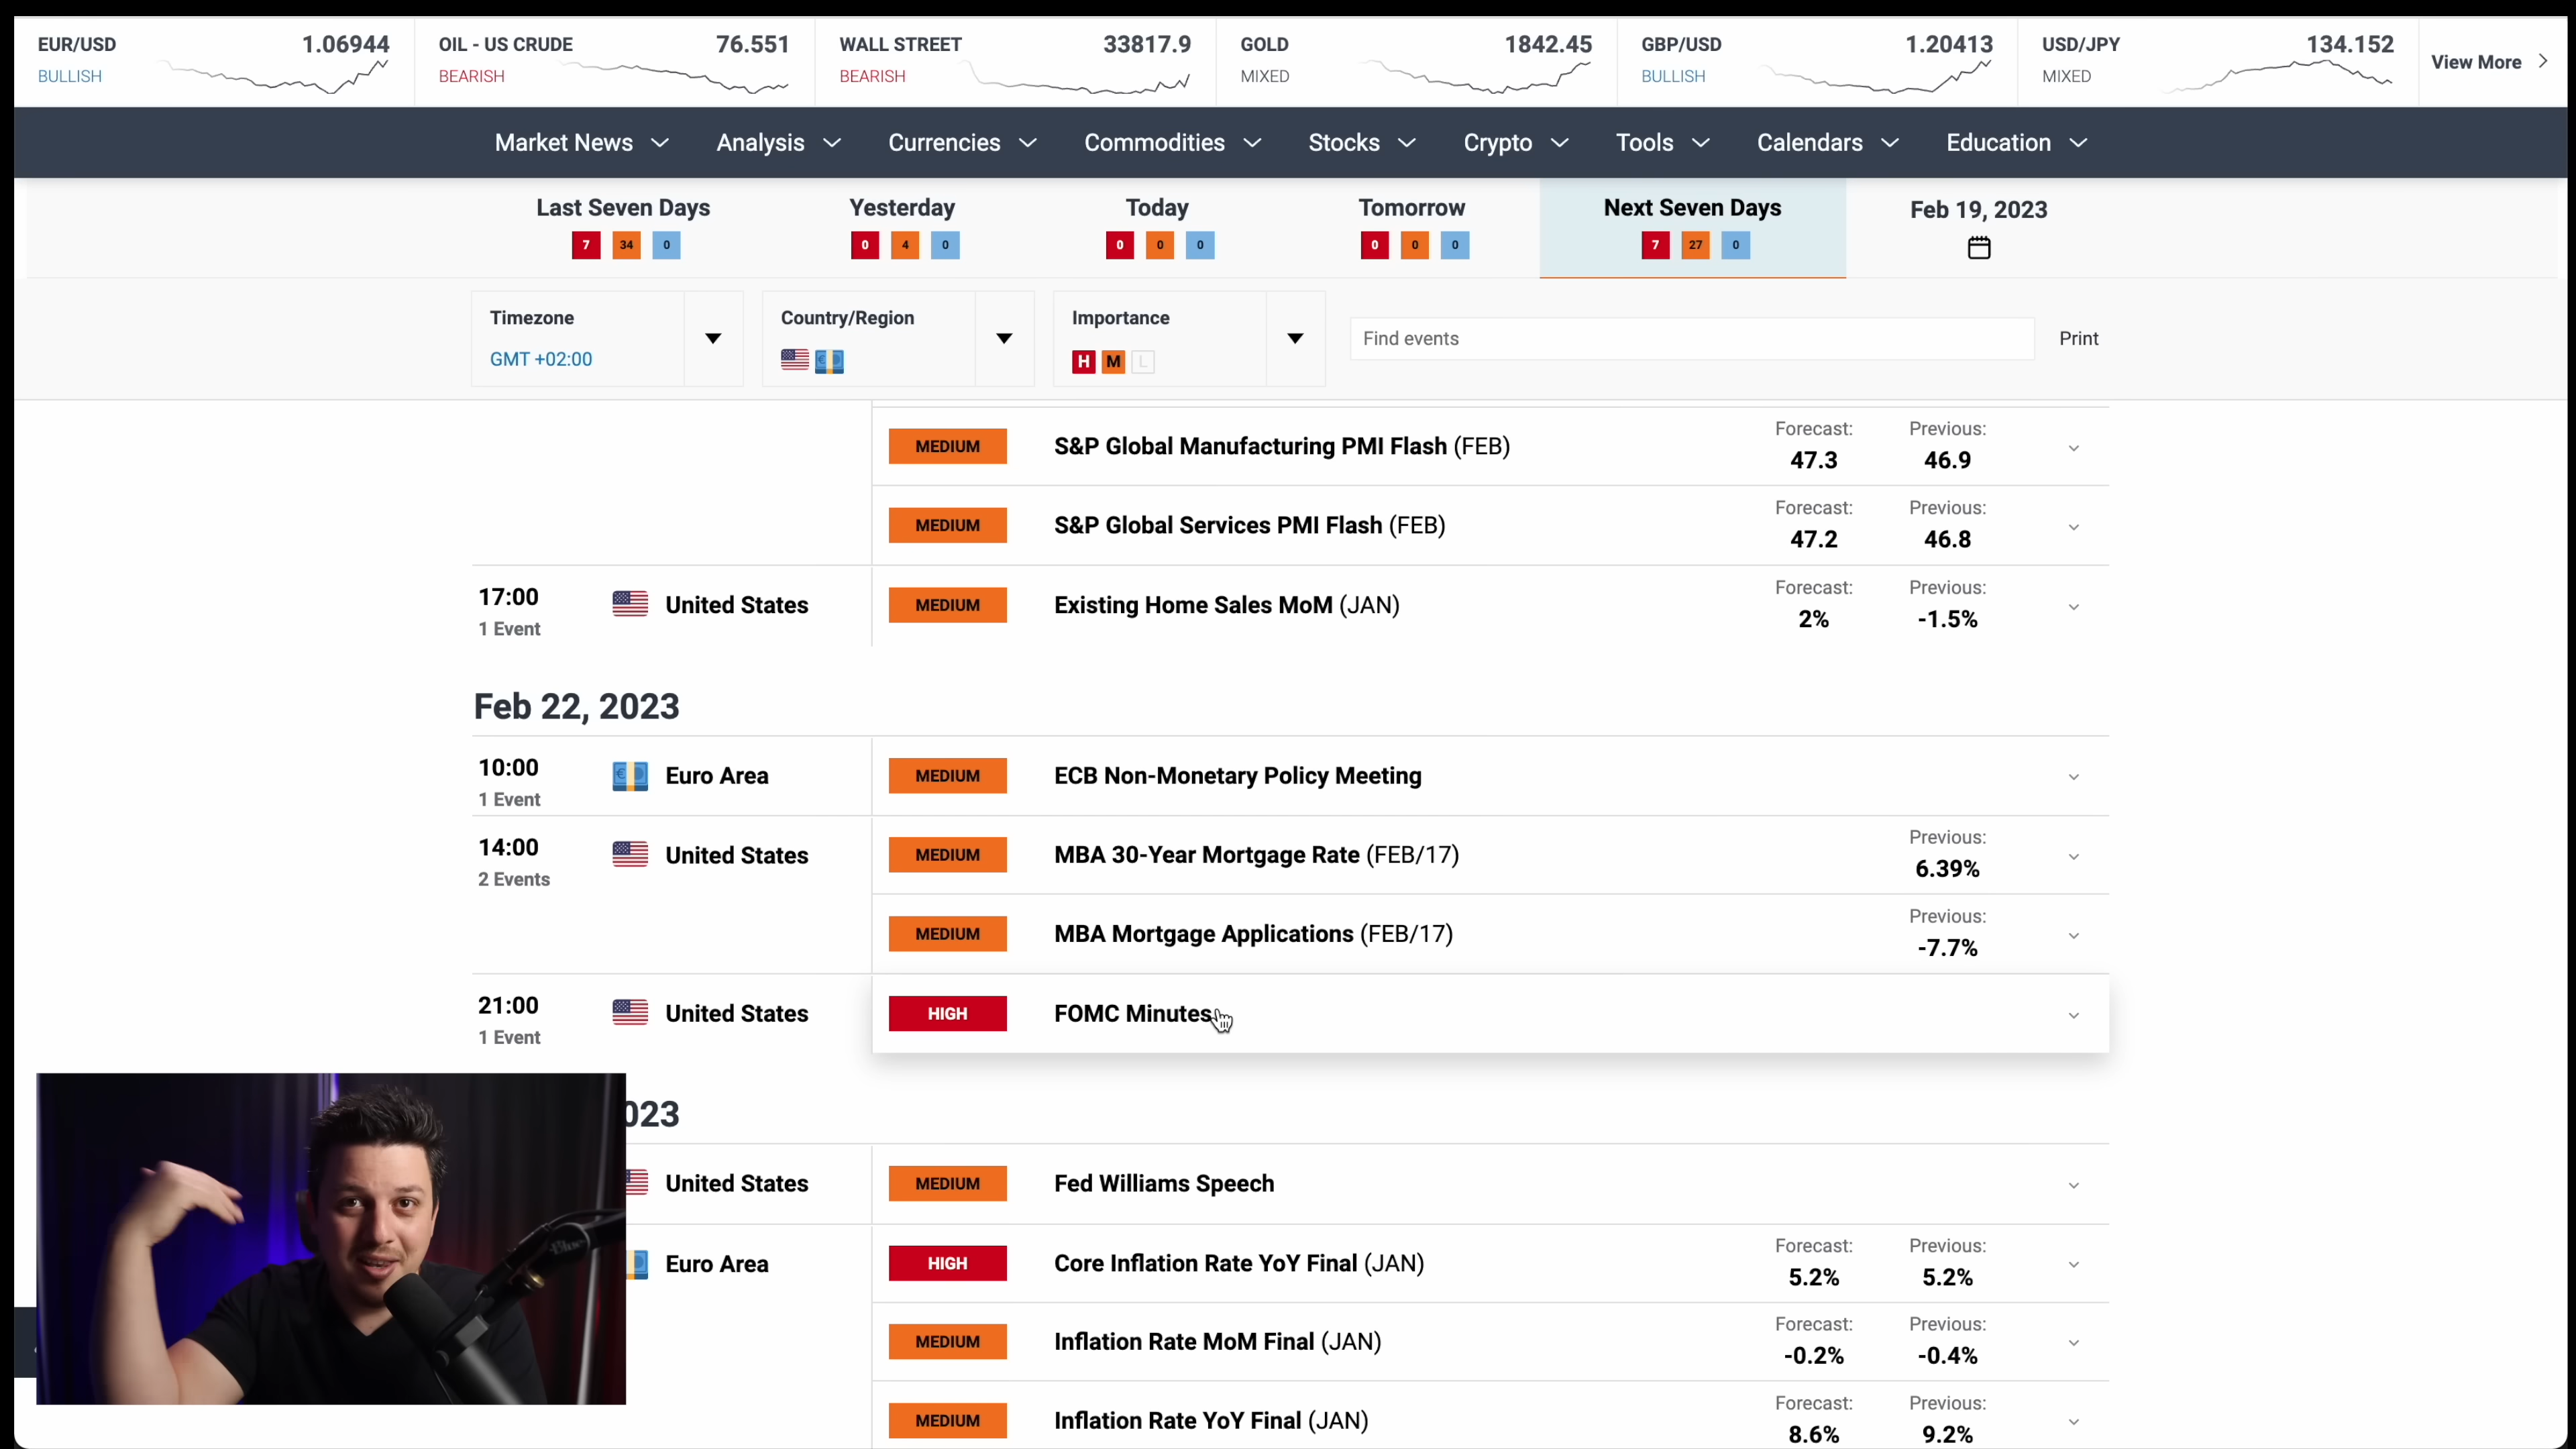 EUR/USD 1.06944
BULLISH
OIL - US CRUDE 76.551
BEARISH
WALL STREET 33817.9
BEARISH
GOLD 1842.45
MIXED
GBP/USD 1.20413
BULLISH
USD/JPY 134.152
MIXED
View More
Market News Analysis Currencies Commodities Stocks Crypto Tools Calendars Education
Last Seven Days
7 34 0
Yesterday
0 4 0
Today
0 0 0
Tomorrow
0 0 0
Next Seven Days
7 27 0
Feb 19, 2023
Timezone
GMT +02:00
Country/Region
Importance
H M L
Find events
Print
MEDIUM S&P Global Manufacturing PMI Flash (FEB) Forecast: 47.3 Previous: 46.9
MEDIUM S&P Global Services PMI Flash (FEB) Forecast: 47.2 Previous: 46.8
17:00 1 Event United States MEDIUM Existing Home Sales MoM (JAN) Forecast: 2% Previous: -1.5%
Feb 22, 2023
10:00 1 Event Euro Area MEDIUM ECB Non-Monetary Policy Meeting
14:00 2 Events United States MEDIUM MBA 30-Year Mortgage Rate (FEB/17) Previous: 6.39%
MEDIUM MBA Mortgage Applications (FEB/17) Previous: -7.7%
21:00 1 Event United States HIGH FOMC Minutes
023
United States MEDIUM Fed Williams Speech
Euro Area HIGH Core Inflation Rate YoY Final (JAN) Forecast: 5.2% Previous: 5.2%
MEDIUM Inflation Rate MoM Final (JAN) Forecast: -0.2% Previous: -0.4%
MEDIUM Inflation Rate YoY Final (JAN) Forecast: 8.6% Previous: 9.2%
Blue